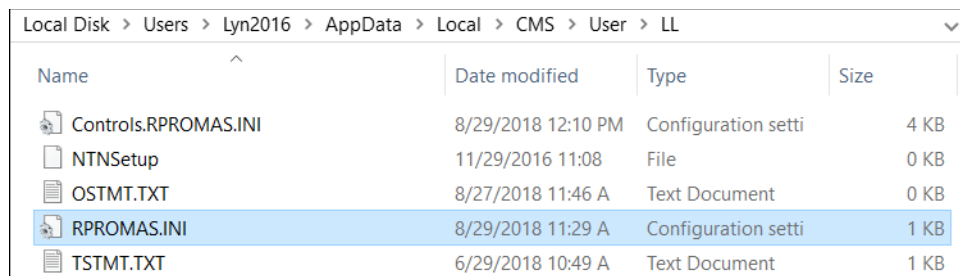 Local Disk > Users > Lyn2016 > AppData > Local > CMS > User > LL
Name Date modified Type Size
Controls.RPROMAS.INI 8/29/2018 12:10 PM Configuration setti 4 KB
NTNSetup 11/29/2016 11:08 File 0 KB
OSTMT.TXT 8/27/2018 11:46 A Text Document 0 KB
RPROMAS.INI 8/29/2018 11:29 A Configuration setti 1 KB
TSTMT.TXT 6/29/2018 10:49 A Text Document 1 KB